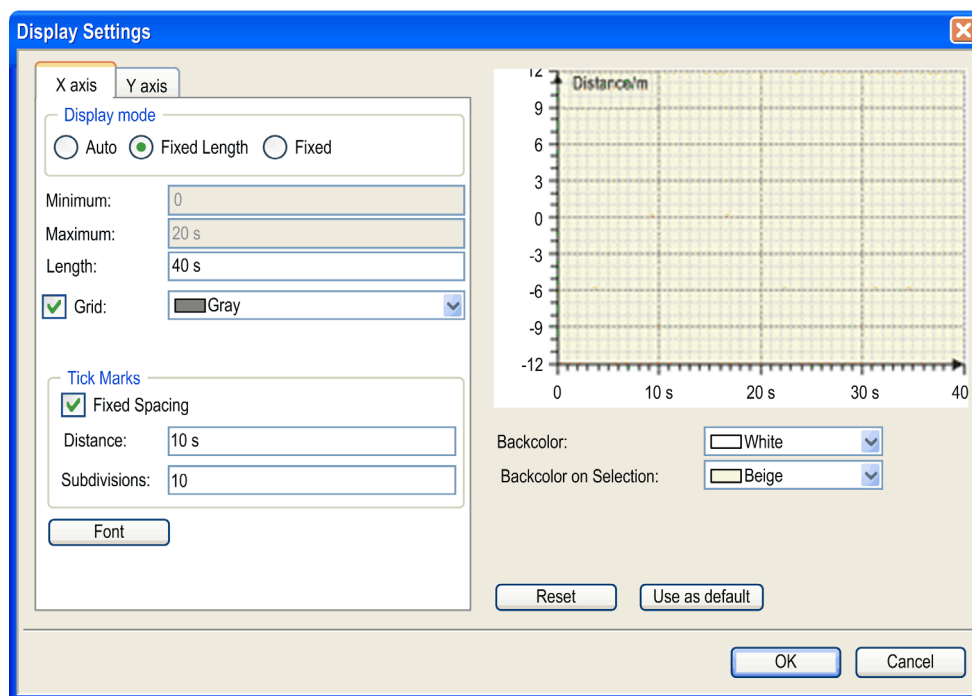 Display Settings
X axis
Y axis
Display mode
Auto
Fixed Length
Fixed
Minimum:
0
Maximum:
20 s
Length:
40 s
Grid:
Gray
Tick Marks
Fixed Spacing
Distance:
10 s
Subdivisions:
10
Font
Distance/m
12
9
6
3
0
-3
-6
-9
-12
0
10 s
20 s
30 s
40
Backcolor:
White
Backcolor on Selection:
Beige
Reset
Use as default
OK
Cancel